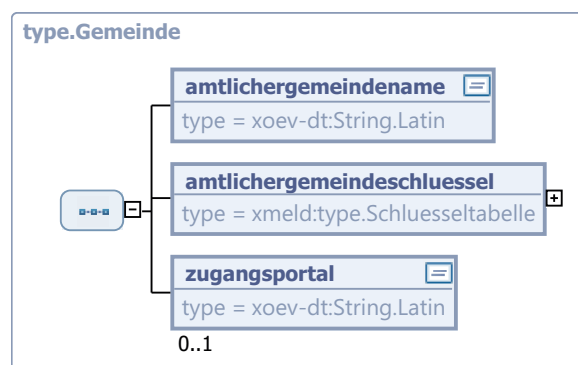 type.Gemeinde
amtlichergemeindename
type = xoev-dt:String.Latin
amtlichergemeindeschluessel
type = xmeld:type.Schluesseltabelle
zugangsportal
type = xoev-dt:String.Latin
0..1